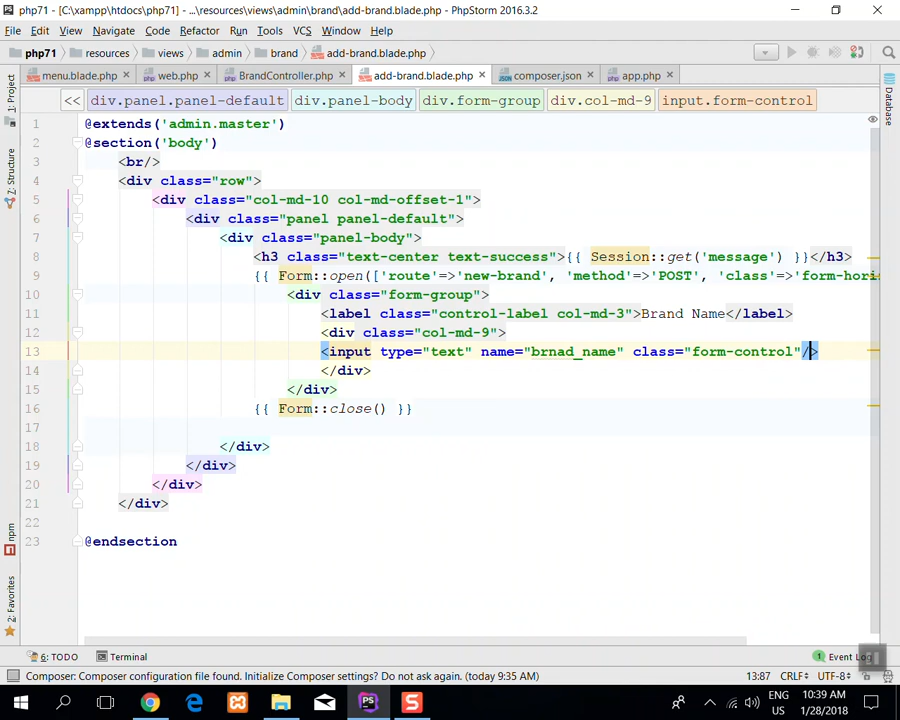 php71 - [C:\xampp\htdocs\php71] - ...\resources\views\admin\brand\add-brand.blade.php - PhpStorm 2016.3.2
File Edit View Navigate Code Refactor Run Tools VCS Window Help
php71 resources views admin brand add-brand.blade.php
menu.blade.php web.php BrandController.php add-brand.blade.php composer.json app.php
<< div.panel.panel-default div.panel-body div.form-group div.col-md-9 input.form-control
1: Project
7: Structure
npm
2: Favorites
Database
1 @extends('admin.master')
2 @section('body')
3 <br/>
4 <div class="row">
5 <div class="col-md-10 col-md-offset-1">
6 <div class="panel panel-default">
7 <div class="panel-body">
8 <h3 class="text-center text-success">{{ Session::get('message') }}</h3>
9 {{ Form::open(['route'=>'new-brand', 'method'=>'POST', 'class'=>'form-hori
10 <div class="form-group">
11 <label class="control-label col-md-3">Brand Name</label>
12 <div class="col-md-9">
13 <input type="text" name="brnad_name" class="form-control"/>
14 </div>
15 </div>
16 {{ Form::close() }}
17
18 </div>
19 </div>
20 </div>
21 </div>
22
23 @endsection
6: TODO Terminal 1 Event Log
Composer: Composer configuration file found. Initialize Composer settings? Do not ask again. (today 9:35 AM) 13:87 CRLF÷ UTF-8÷
ENG 10:39 AM
US 1/28/2018